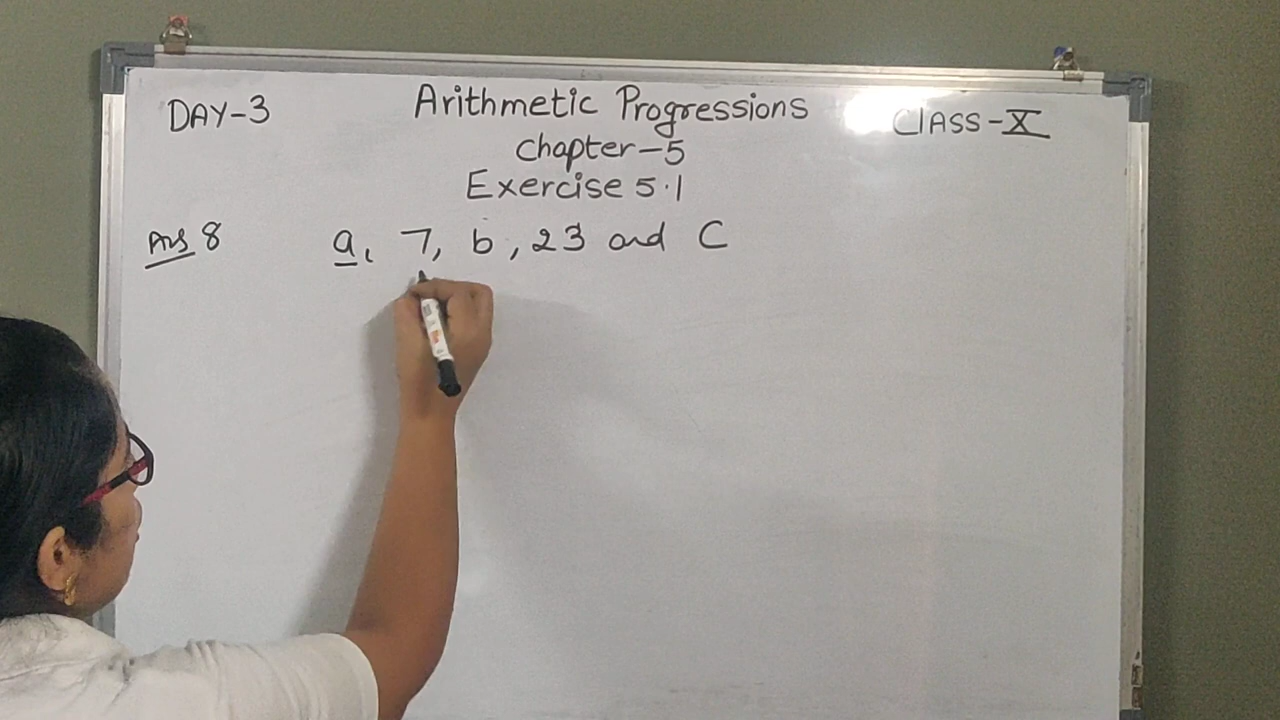 DAY-3
Arithmetic Progressions
Class-X
Chapter-5
Exercise 5.1
Ans 8 a, 7, b, 23 and C